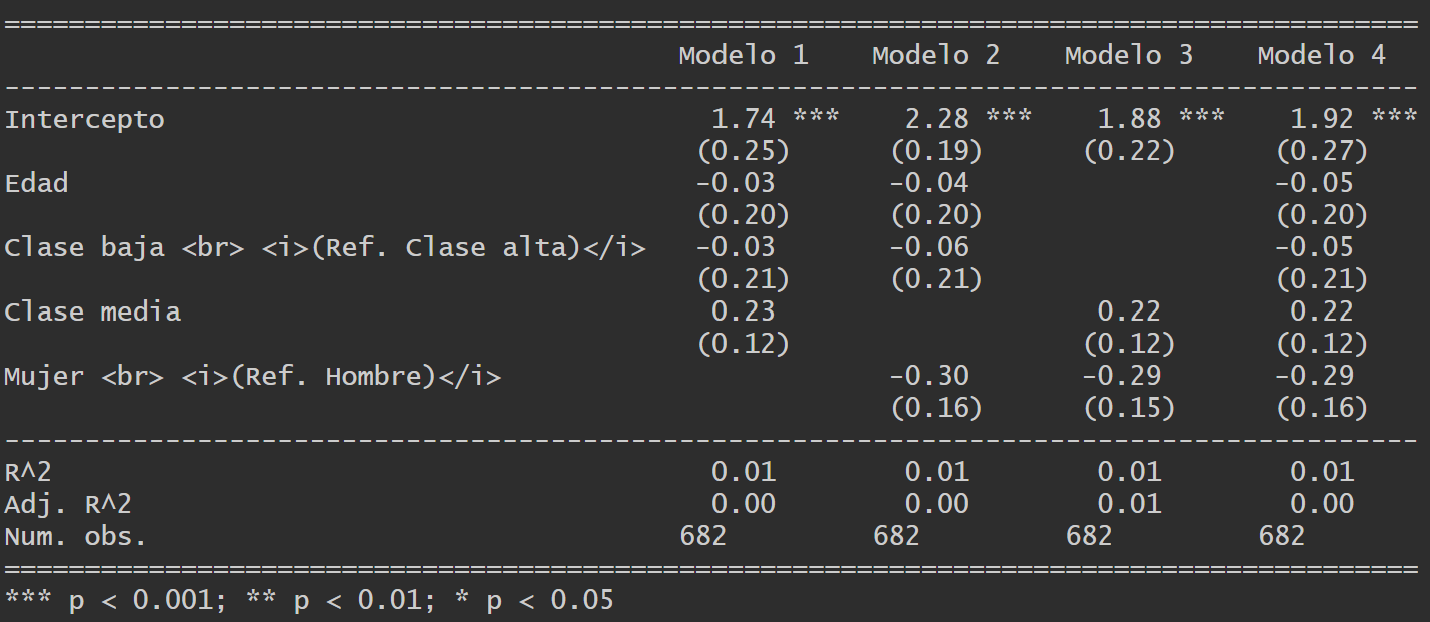 ========================================================================================
                                          Modelo 1    Modelo 2    Modelo 3    Modelo 4
----------------------------------------------------------------------------------------
Intercepto                                  1.74 ***    2.28 ***    1.88 ***    1.92 ***
                                           (0.25)      (0.19)      (0.22)      (0.27)
Edad                                       -0.03       -0.04                   -0.05
                                           (0.20)      (0.20)                  (0.20)
Clase baja <br> <i>(Ref. Clase alta)</i>   -0.03       -0.06                   -0.05
                                           (0.21)      (0.21)                  (0.21)
Clase media                                 0.23                    0.22        0.22
                                           (0.12)                  (0.12)      (0.12)
Mujer <br> <i>(Ref. Hombre)</i>                        -0.30       -0.29       -0.29
                                                       (0.16)      (0.15)      (0.16)
----------------------------------------------------------------------------------------
R^2                                         0.01        0.01        0.01        0.01
Adj. R^2                                    0.00        0.00        0.01        0.00
Num. obs.                                 682         682         682         682
========================================================================================
*** p < 0.001; ** p < 0.01; * p < 0.05